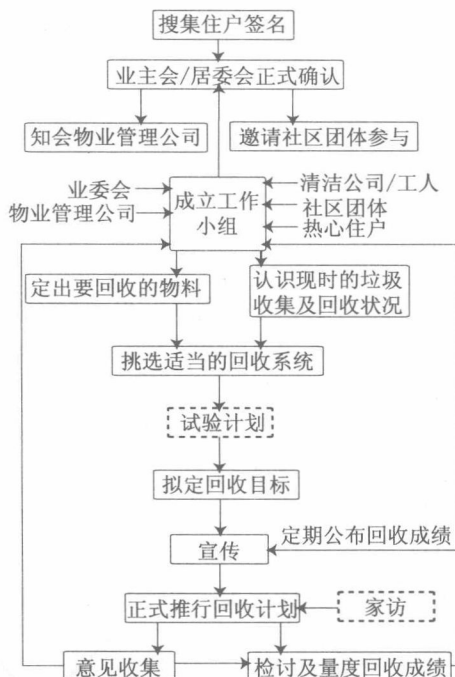 搜集住户签名
业主会/居委会正式确认
知会物业管理公司
邀请社区团体参与
业委会
物业管理公司
成立工作
小组
清洁公司/工人
社区团体
热心住户
定出要回收的物料
认识现时的垃圾
收集及回收状况
挑选适当的回收系统
试验计划
拟定回收目标
宣传
定期公布回收成绩
正式推行回收计划
家访
意见收集
检讨及量度回收成绩